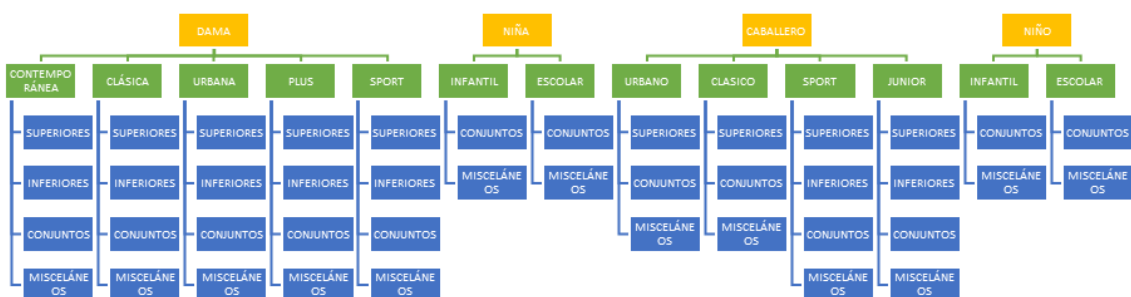 DAMA
NIÑA
CABALLERO
NIÑO
CONTEMPO
RÁNEA
CLÁSICA
URBANA
PLUS
SPORT
INFANTIL
ESCOLAR
URBANO
CLASICO
SPORT
JUNIOR
INFANTIL
ESCOLAR
SUPERIORES
SUPERIORES
SUPERIORES
SUPERIORES
SUPERIORES
CONJUNTOS
CONJUNTOS
SUPERIORES
SUPERIORES
SUPERIORES
SUPERIORES
CONJUNTOS
CONJUNTOS
INFERIORES
INFERIORES
INFERIORES
INFERIORES
INFERIORES
MISCELÁNE
OS
MISCELÁNE
OS
CONJUNTOS
CONJUNTOS
INFERIORES
INFERIORES
MISCELÁNE
OS
MISCELÁNE
OS
CONJUNTOS
CONJUNTOS
CONJUNTOS
CONJUNTOS
CONJUNTOS
MISCELÁNE
OS
MISCELÁNE
OS
CONJUNTOS
CONJUNTOS
MISCELÁNE
OS
MISCELÁNE
OS
MISCELÁNE
OS
MISCELÁNE
OS
MISCELÁNE
OS
MISCELÁNE
OS
MISCELÁNE
OS